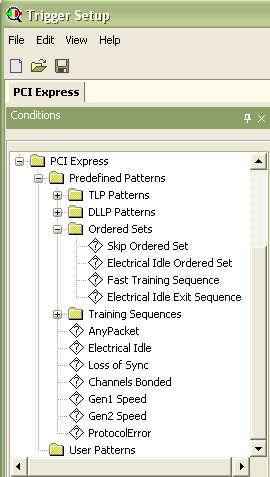 Trigger Setup
File Edit View Help
PCI Express
Conditions
PCI Express
Predefined Patterns
TLP Patterns
DLLP Patterns
Ordered Sets
Skip Ordered Set
Electrical Idle Ordered Set
Fast Training Sequence
Electrical Idle Exit Sequence
Training Sequences
AnyPacket
Electrical Idle
Loss of Sync
Channels Bonded
Gen1 Speed
Gen2 Speed
ProtocolError
User Patterns